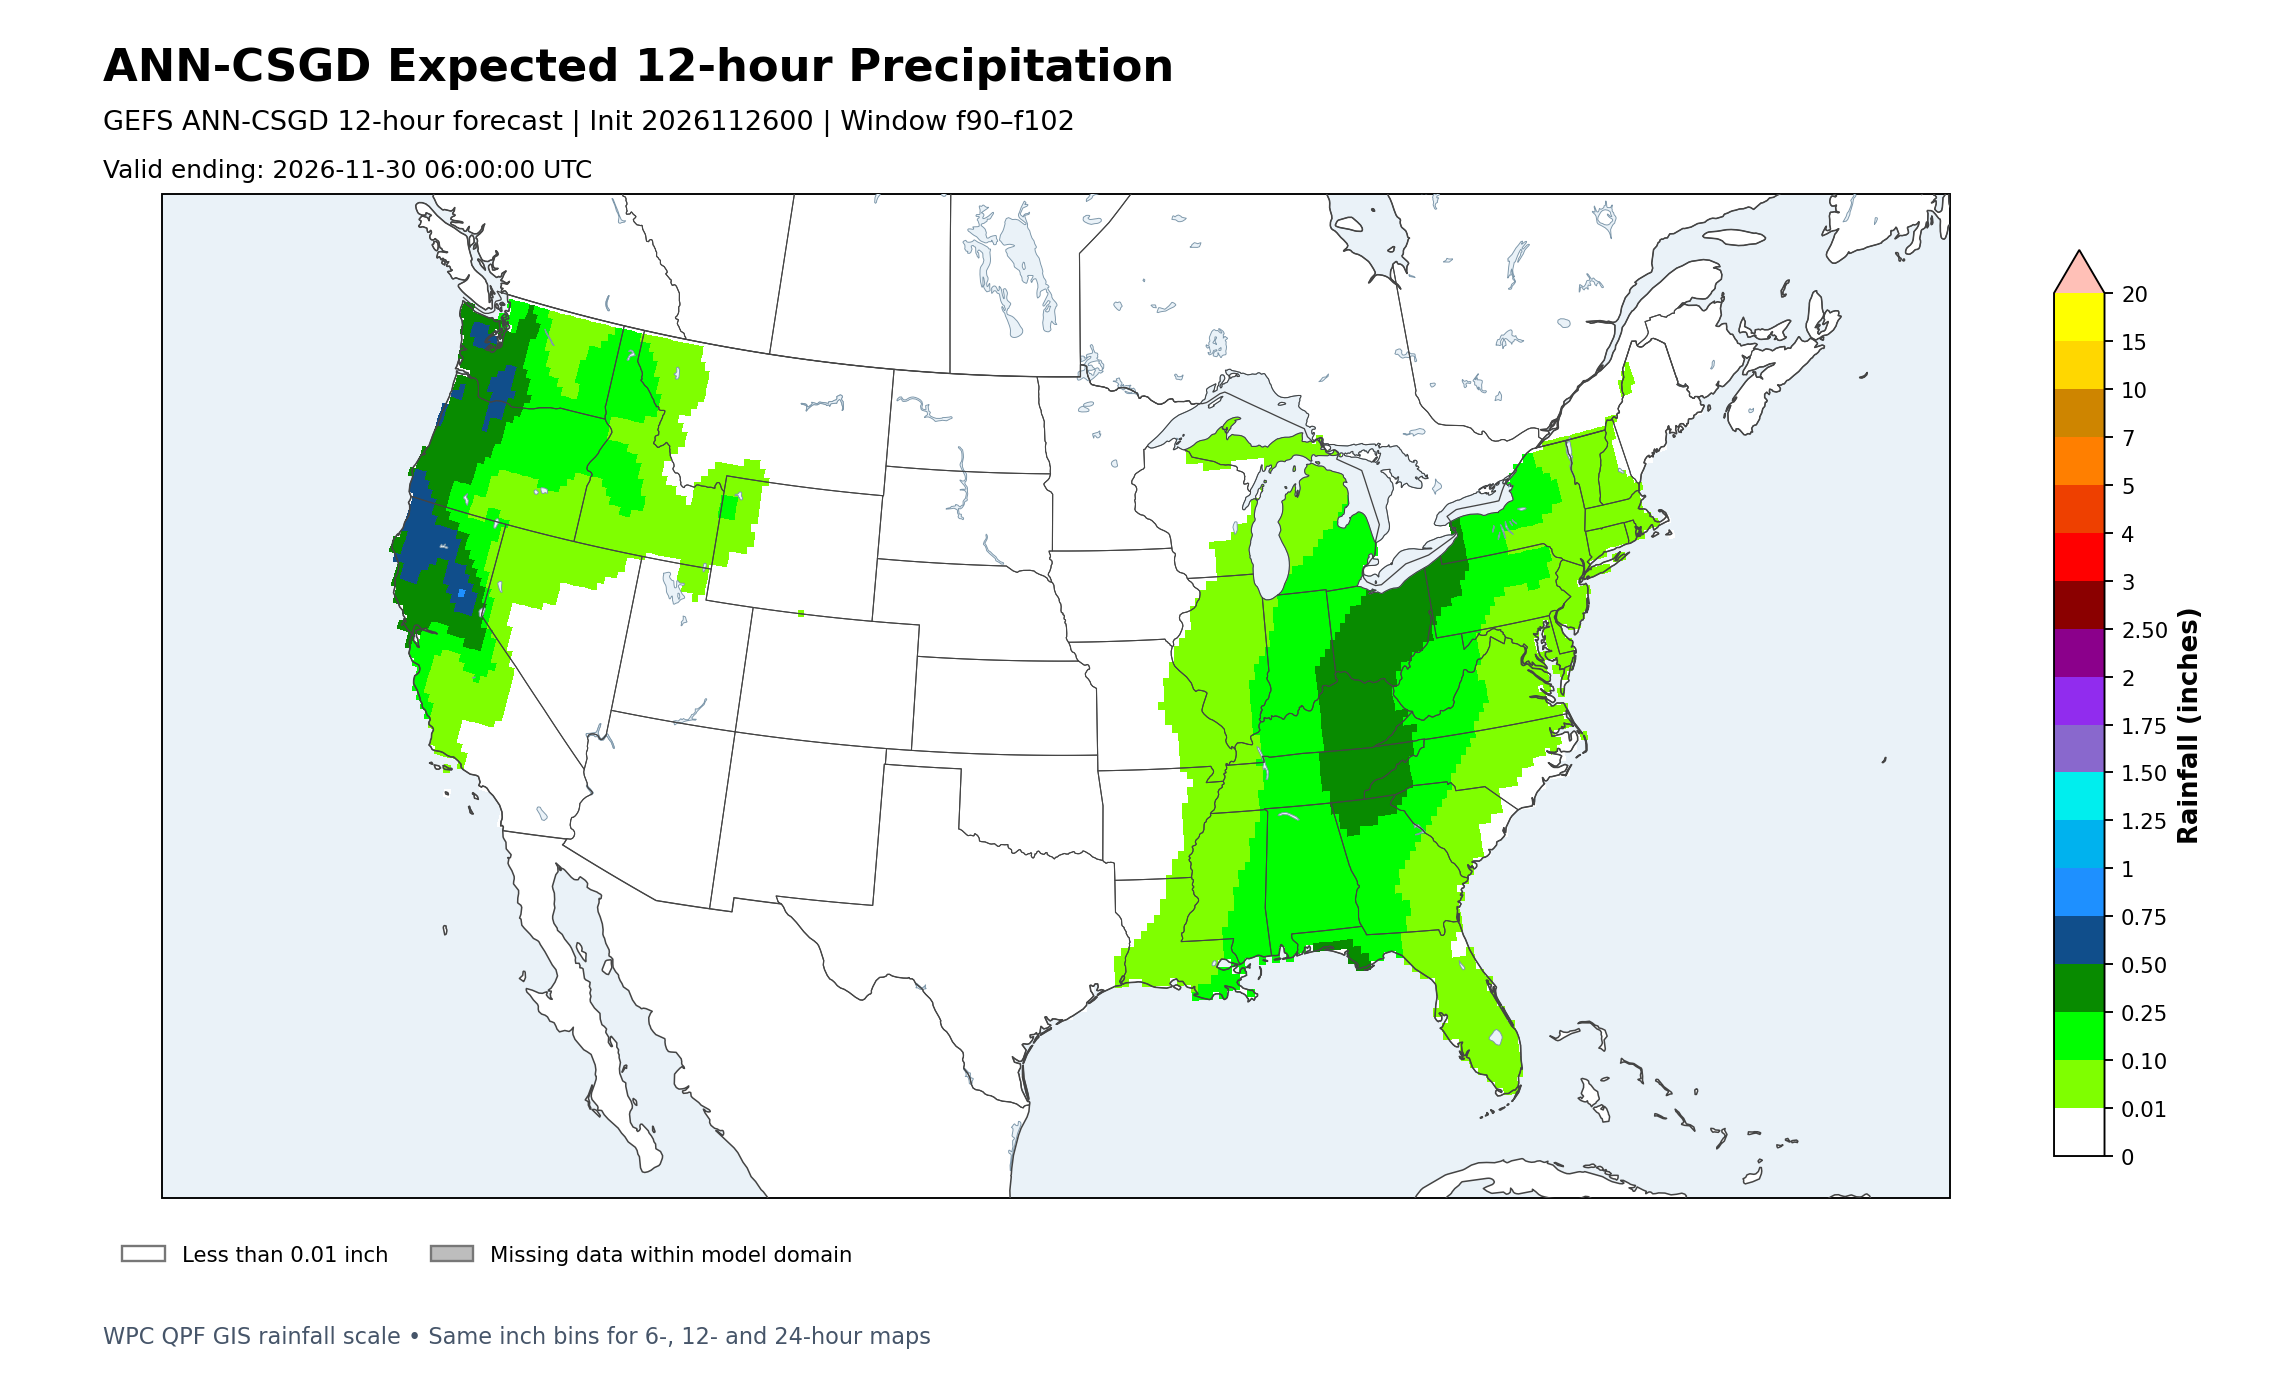 ANN-CSGD Expected 12-hour Precipitation
GEFS ANN-CSGD 12-hour forecast | Init 2026112600 | Window f90–f102
Valid ending: 2026-11-30 06:00:00 UTC
20
15
10
7
5
4
3
2.50
2
1.75
1.50
1.25
1
0.75
0.50
0.25
0.10
0.01
0
Rainfall (inches)
Less than 0.01 inch
Missing data within model domain
WPC QPF GIS rainfall scale • Same inch bins for 6-, 12- and 24-hour maps